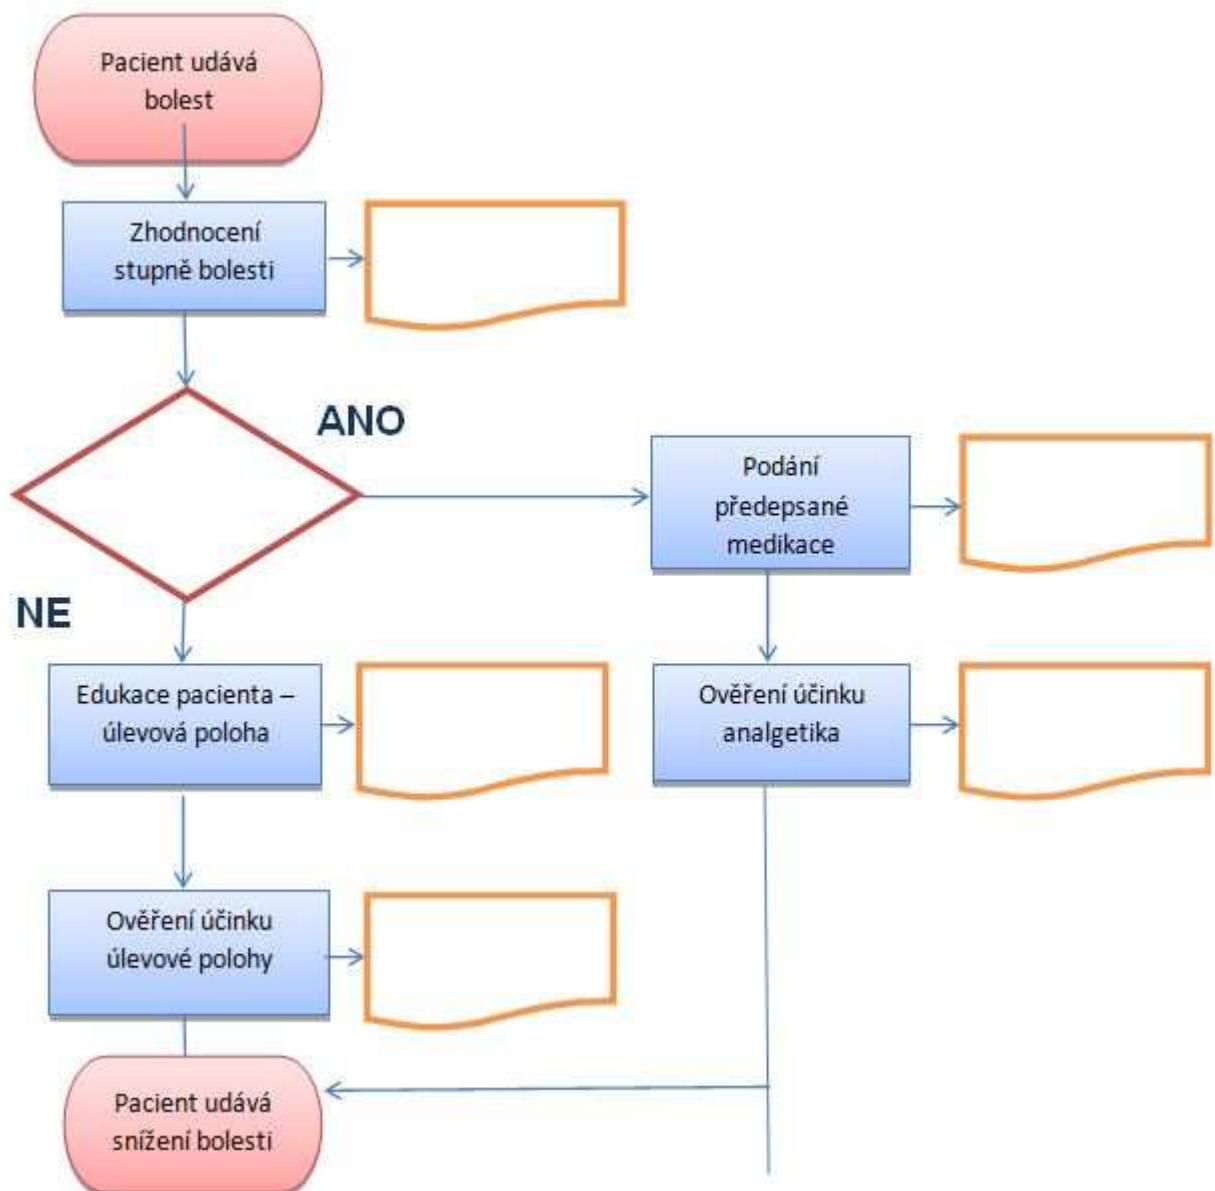 Pacient udává
bolest
Zhodnocení
stupně bolesti
ANO
Podání
předepsané
medikace
NE
Edukace pacienta –
úlevová poloha
Ověření účinku
analgetika
Ověření účinku
úlevové polohy
Pacient udává
snížení bolesti